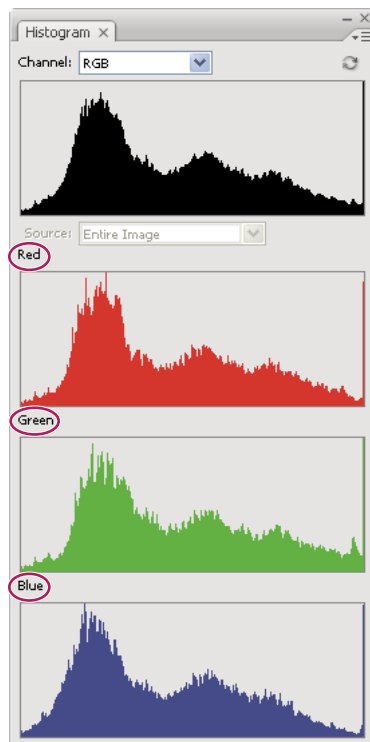 Histogram
Channel: RGB
Source: Entire Image
Red
Green
Blue